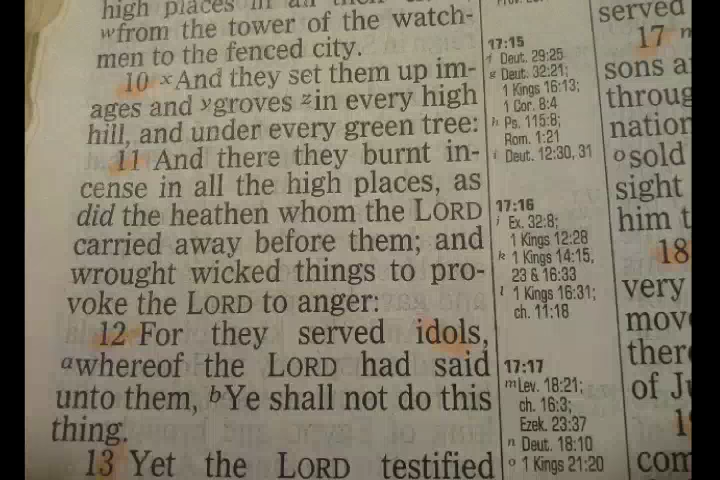 high places in all their
wfrom the tower of the watch-
men to the fenced city.
10 xAnd they set them up im-
ages and ygroves zin every high
hill, and under every green tree:
11 And there they burnt in-
cense in all the high places, as
did the heathen whom the LORD
carried away before them; and
wrought wicked things to pro-
voke the LORD to anger:
12 For they served idols,
awhereof the LORD had said
unto them, bYe shall not do this
thing.
13 Yet the LORD testified
17:15
f Deut. 29:25
g Deut. 32:21;
1 Kings 16:13;
1 Cor. 8:4
h Ps. 115:8;
Rom. 1:21
i Deut. 12:30, 31
17:16
j Ex. 32:8;
1 Kings 12:28
k 1 Kings 14:15,
23 & 16:33
l 1 Kings 16:31;
ch. 11:18
17:17
m Lev. 18:21;
ch. 16:3;
Ezek. 23:37
n Deut. 18:10
o 1 Kings 21:20
served
17 n
sons a
throug
nation
o sold
sight
him t
18
very
move
there
of Ju
1
com